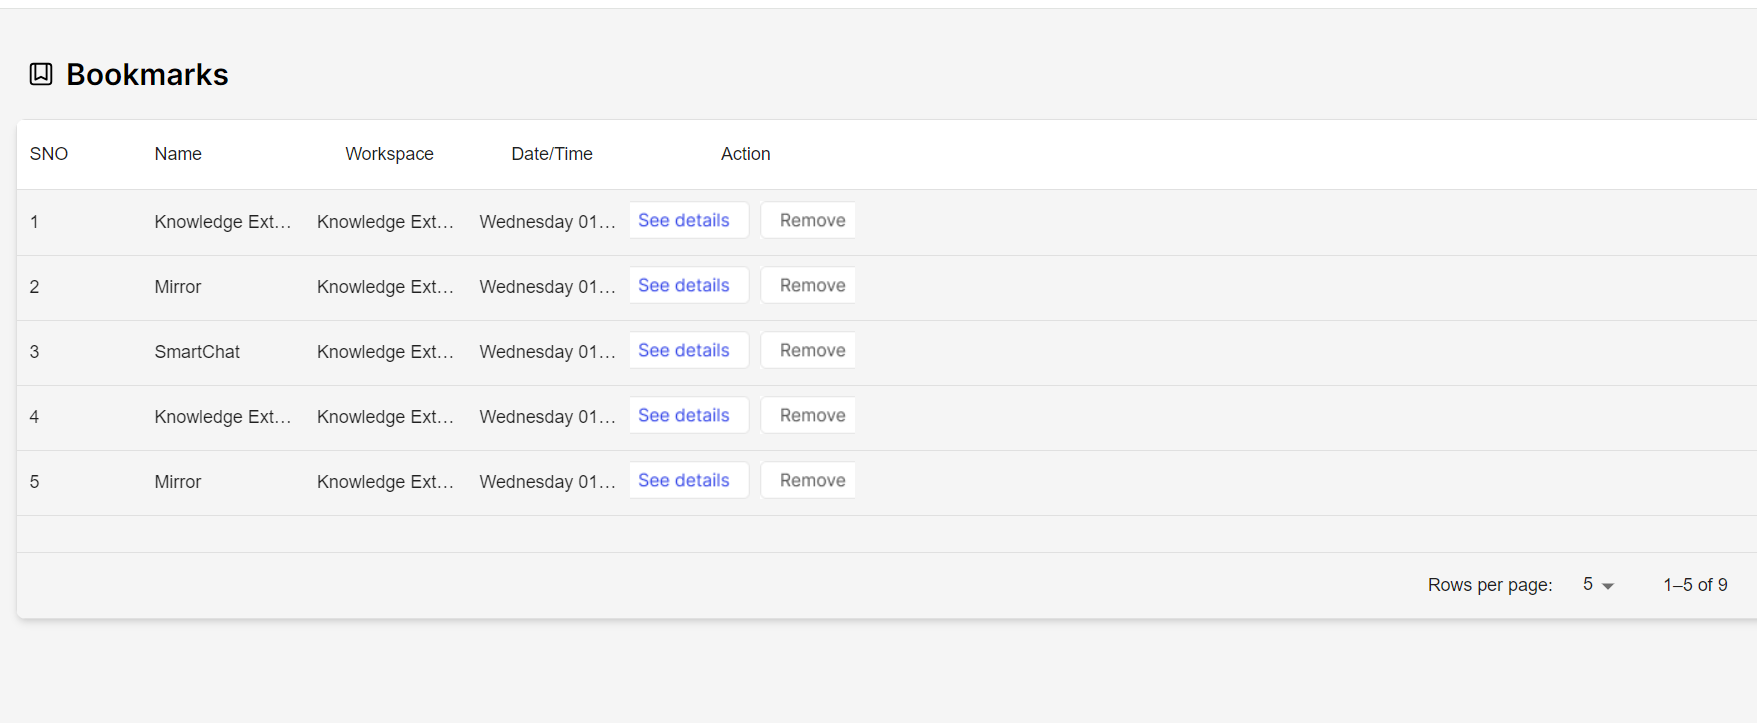 Bookmarks
SNO Name Workspace Date/Time Action
1 Knowledge Ext... Knowledge Ext... Wednesday 01... See details Remove
2 Mirror Knowledge Ext... Wednesday 01... See details Remove
3 SmartChat Knowledge Ext... Wednesday 01... See details Remove
4 Knowledge Ext... Knowledge Ext... Wednesday 01... See details Remove
5 Mirror Knowledge Ext... Wednesday 01... See details Remove
Rows per page: 5 1–5 of 9